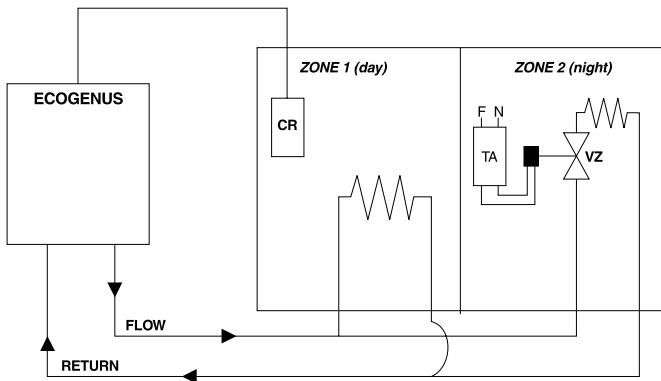 ZONE 1 (day)
ZONE 2 (night)
ECOGENUS
CR
F N
TA
VZ
FLOW
RETURN